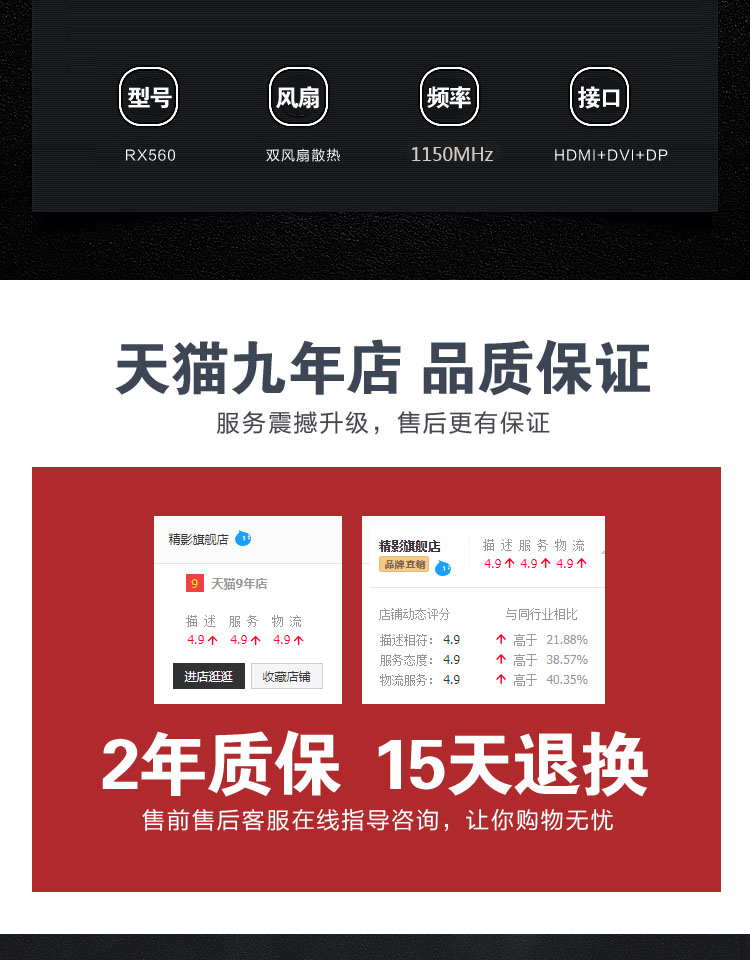 型号 风扇 频率 接口
RX560 双风扇散热 1150MHz HDMI+DVI+DP
天猫九年店 品质保证
服务震撼升级，售后更有保证
精影旗舰店
9 天猫9年店
描述 服务 物流
4.9 4.9 4.9
进店逛逛 收藏店铺
精影旗舰店
品牌直销
描述服务物流
4.9 4.9 4.9
店铺动态评分 与同行业相比
描述相符： 4.9 高于 21.88%
服务态度： 4.9 高于 38.57%
物流服务： 4.9 高于 40.35%
2年质保 15天退换
售前售后客服在线指导咨询，让你购物无忧